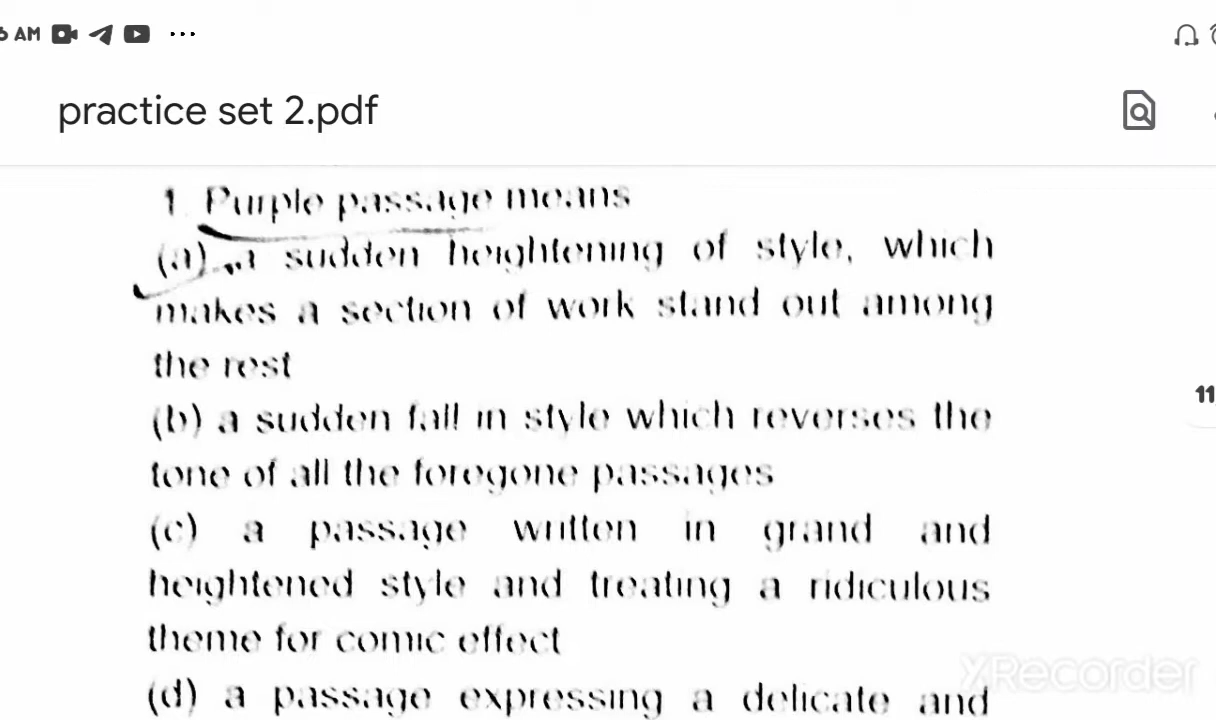 6 AM ...
practice set 2.pdf
1. Purple passage means
(a) a sudden heightening of style, which
makes a section of work stand out among
the rest
11
(b) a sudden fall in style which reverses the
tone of all the foregone passages
(c) a passage written in grand and
heightened style and treating a ridiculous
theme for comic effect
XRecorder
(d) a passage expressing a delicate and